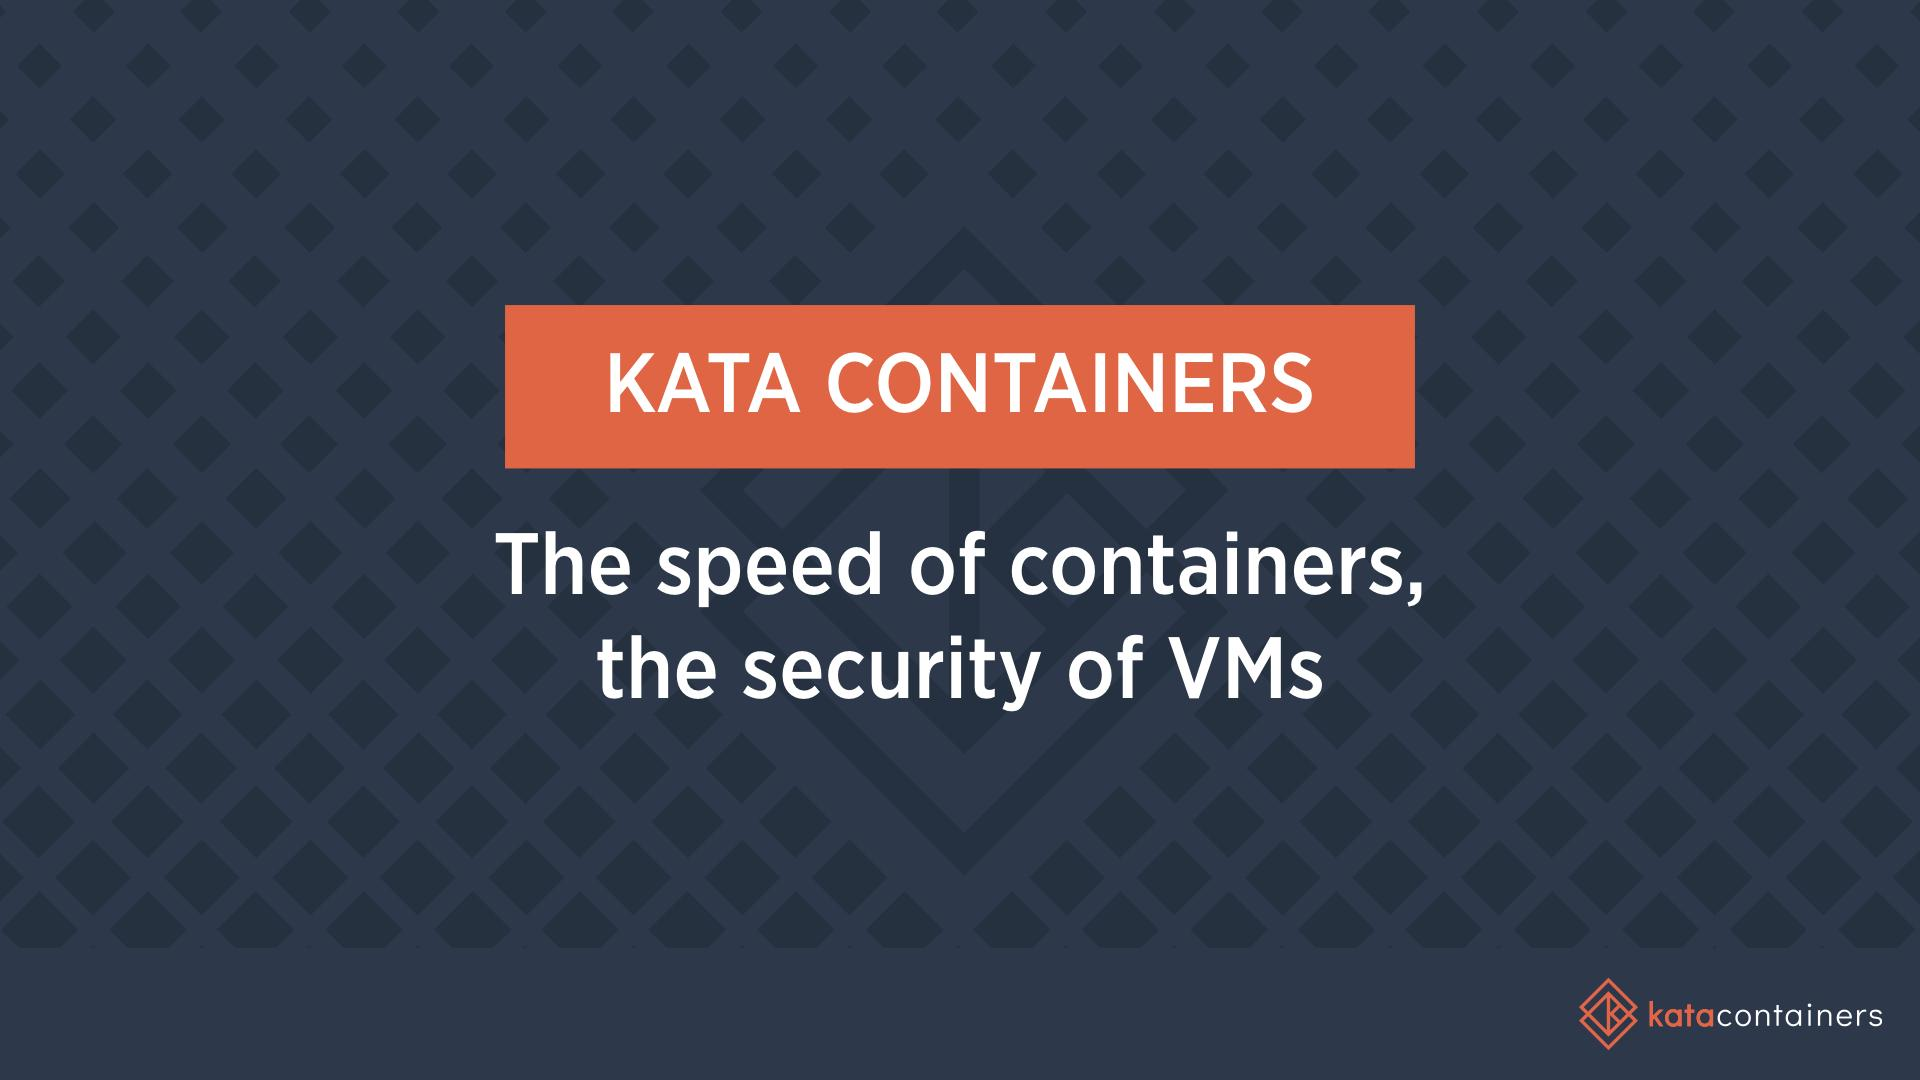 KATA CONTAINERS
The speed of containers,
the security of VMs
katacontainers